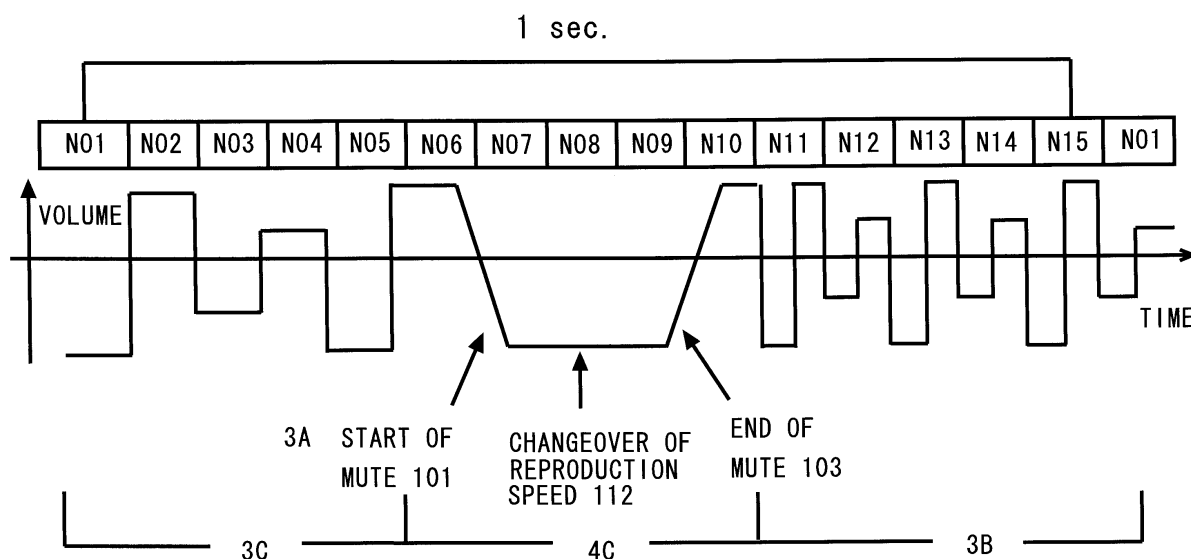 1 sec.
N01 N02 N03 N04 N05 N06 N07 N08 N09 N10 N11 N12 N13 N14 N15 N01
VOLUME
TIME
3A START OF
MUTE 101
CHANGEOVER OF
REPRODUCTION
SPEED 112
END OF
MUTE 103
3C 4C 3B